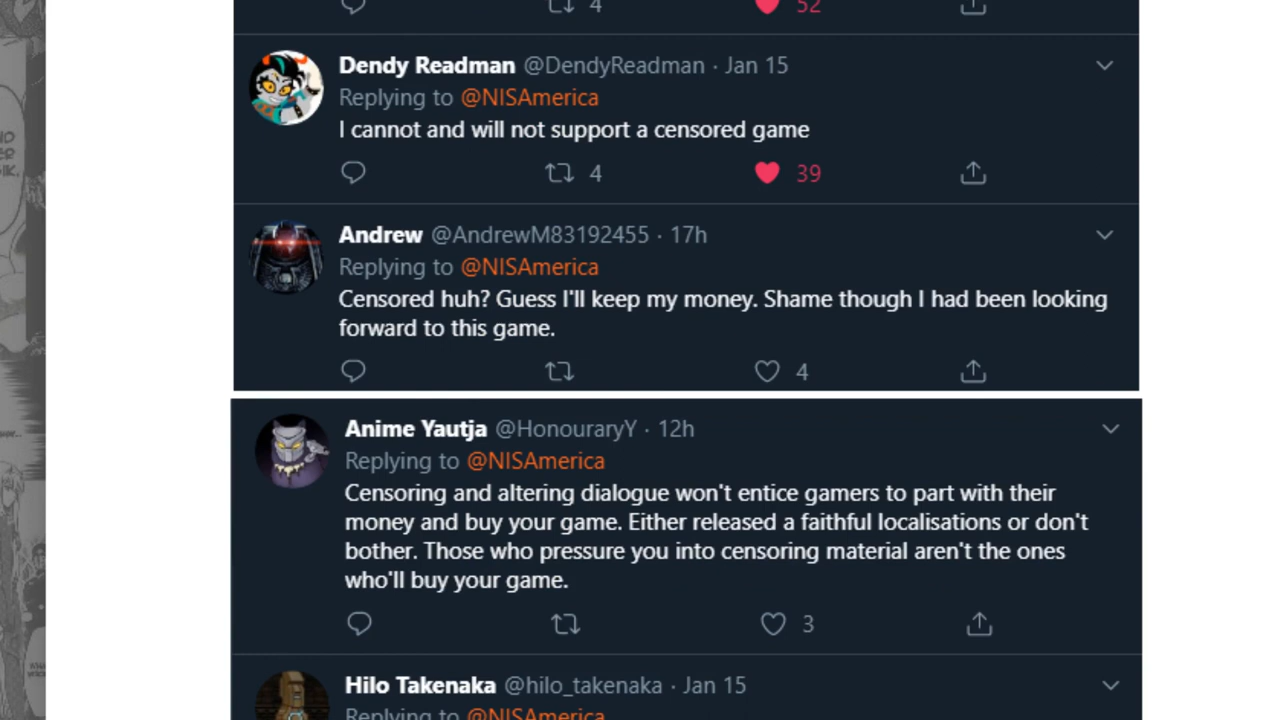 4 52
Dendy Readman @DendyReadman · Jan 15
Replying to @NISAmerica
I cannot and will not support a censored game
4 39
Andrew @AndrewM83192455 · 17h
Replying to @NISAmerica
Censored huh? Guess I'll keep my money. Shame though I had been looking
forward to this game.
4
Anime Yautja @HonouraryY · 12h
Replying to @NISAmerica
Censoring and altering dialogue won't entice gamers to part with their
money and buy your game. Either released a faithful localisations or don't
bother. Those who pressure you into censoring material aren't the ones
who'll buy your game.
3
Hilo Takenaka @hilo_takenaka · Jan 15
Replying to @NISAmerica